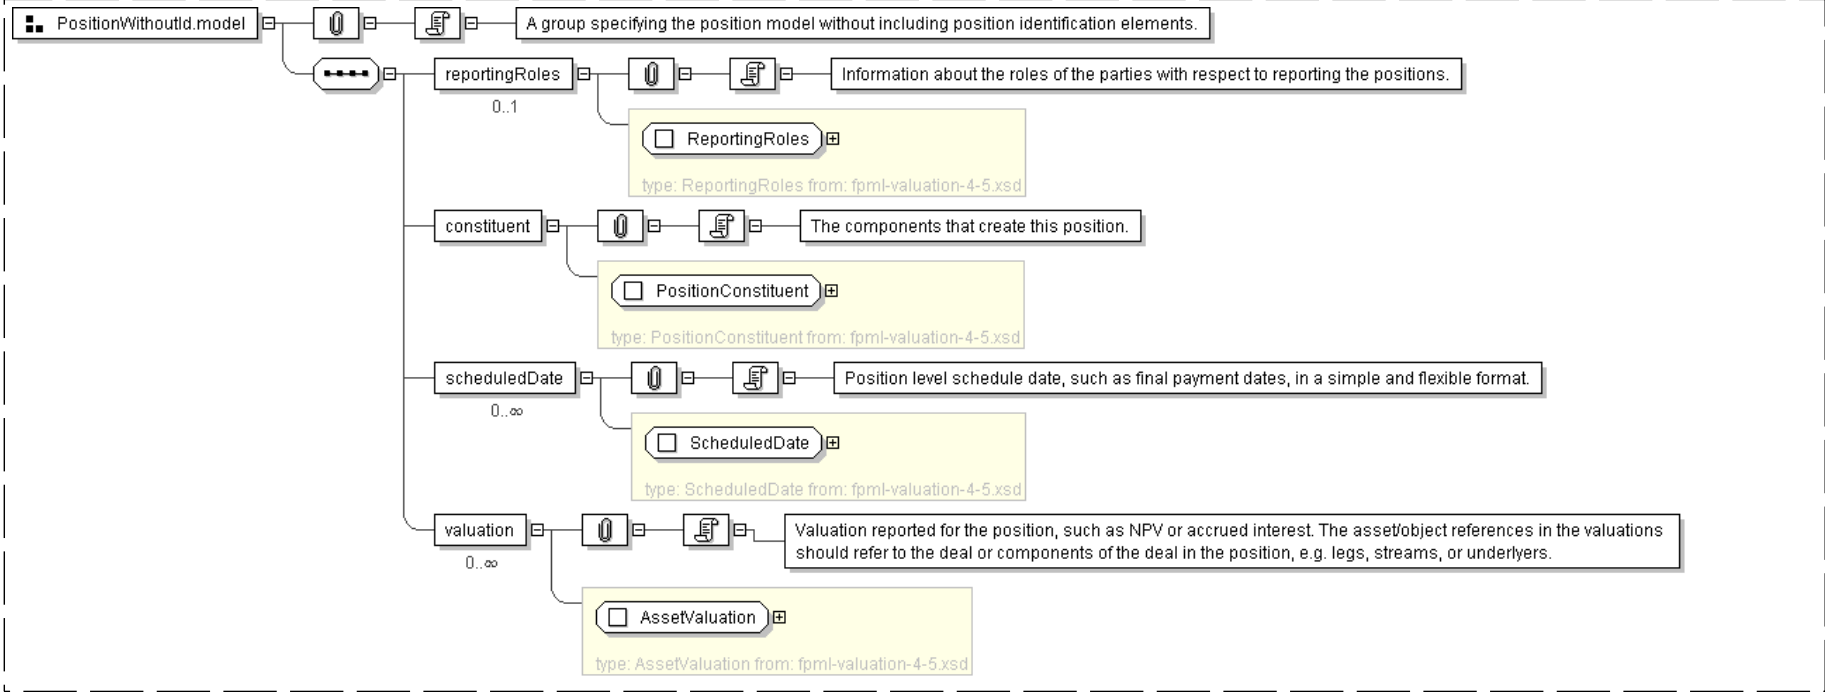 PositionWithoutId.model
A group specifying the position model without including position identification elements.
reportingRoles
Information about the roles of the parties with respect to reporting the positions.
0..1
ReportingRoles
type: ReportingRoles from: fpml-valuation-4-5.xsd
constituent
The components that create this position.
PositionConstituent
type: PositionConstituent from: fpml-valuation-4-5.xsd
scheduledDate
Position level schedule date, such as final payment dates, in a simple and flexible format.
0..∞
ScheduledDate
type: ScheduledDate from: fpml-valuation-4-5.xsd
valuation
Valuation reported for the position, such as NPV or accrued interest. The asset/object references in the valuations
should refer to the deal or components of the deal in the position, e.g. legs, streams, or underlyers.
0..∞
AssetValuation
type: AssetValuation from: fpml-valuation-4-5.xsd